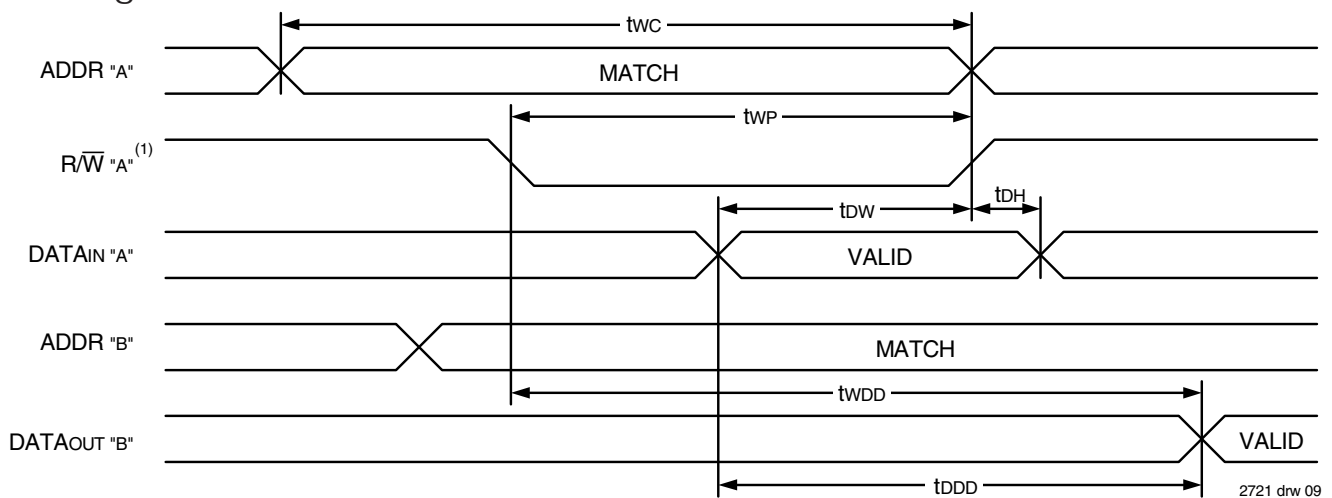 tWC
ADDR "A"
MATCH
tWP
R/W̅ "A"(1)
tDW
tDH
DATAIN "A"
VALID
ADDR "B"
MATCH
tWDD
DATAOUT "B"
VALID
tDDD
2721 drw 09